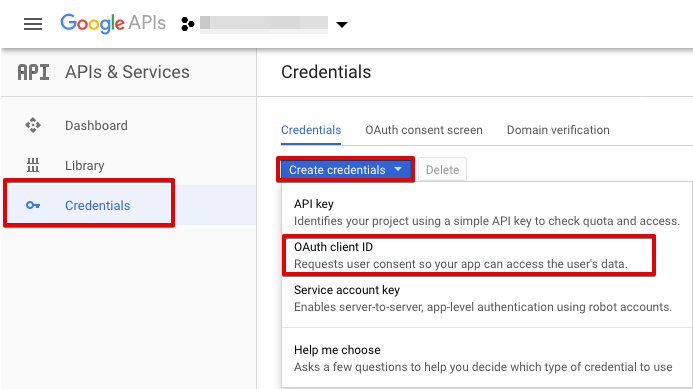 Google APIs
API APIs & Services
Credentials
Dashboard
Library
Credentials
Credentials OAuth consent screen Domain verification
Create credentials Delete
API key
Identifies your project using a simple API key to check quota and access.
OAuth client ID
Requests user consent so your app can access the user's data.
Service account key
Enables server-to-server, app-level authentication using robot accounts.
Help me choose
Asks a few questions to help you decide which type of credential to use